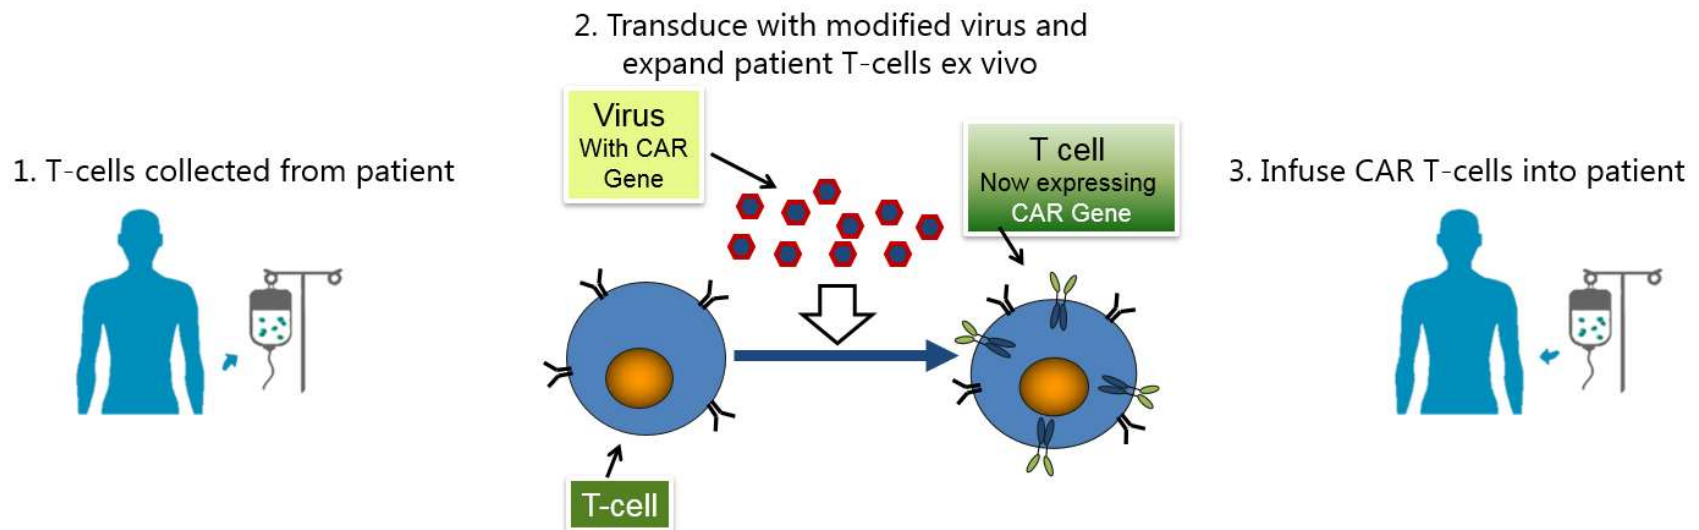 2. Transduce with modified virus and
expand patient T-cells ex vivo
1. T-cells collected from patient
Virus
With CAR
Gene
T cell
Now expressing
CAR Gene
3. Infuse CAR T-cells into patient
T-cell